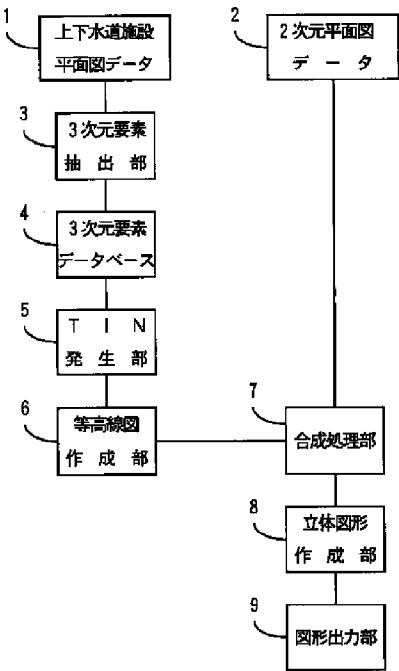 1
上下水道施設
平面図データ
2
2次元平面図
データ
3
3次元要素
抽出部
4
3次元要素
データベース
5
TIN
発生部
6
等高線図
作成部
7
合成処理部
8
立体図形
作成部
9
図形出力部